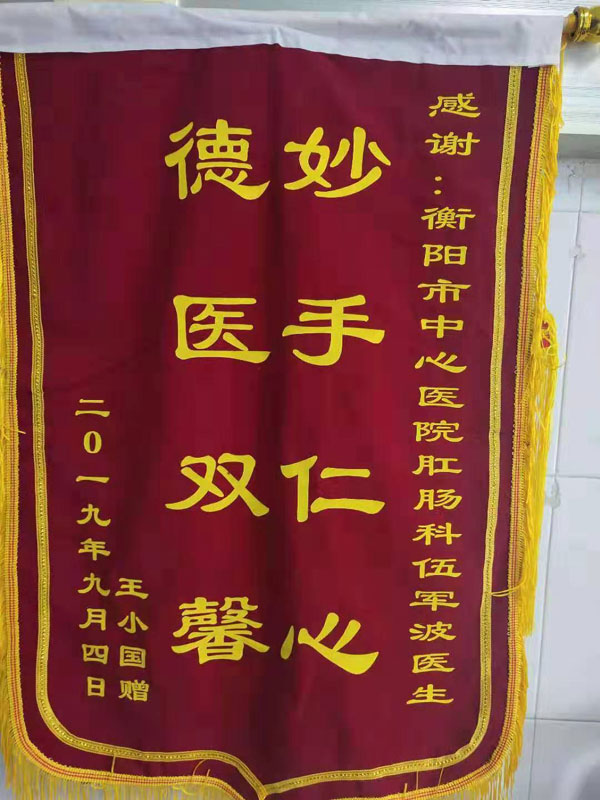 感谢：衡阳市中心医院肛肠科伍军波医生
妙手仁心
德医双馨
王小国赠
二0一九年九月四日